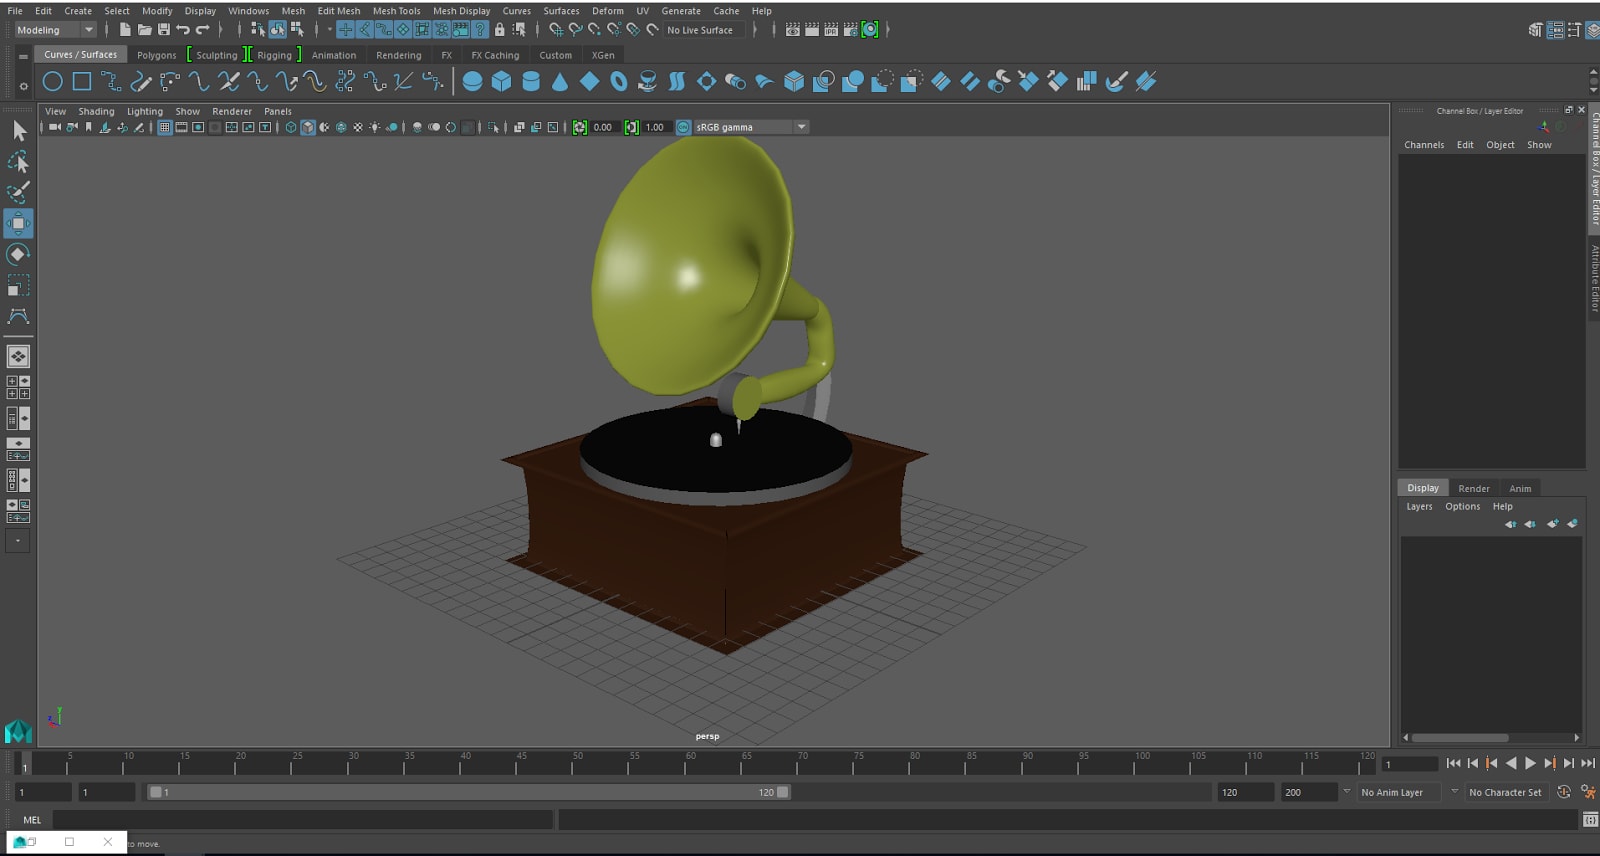 File Edit Create Select Modify Display Windows Mesh Edit Mesh Mesh Tools Mesh Display Curves Surfaces Deform UV Generate Cache Help
Modeling No Live Surface
Curves / Surfaces Polygons Sculpting Rigging Animation Rendering FX FX Caching Custom XGen
View Shading Lighting Show Renderer Panels
0.00 1.00 sRGB gamma
Channel Box / Layer Editor
Channels Edit Object Show
Channel Box / Layer Editor
Attribute Editor
Display Render Anim
Layers Options Help
y
z
persp
1 5 10 15 20 25 30 35 40 45 50 55 60 65 70 75 80 85 90 95 100 105 110 115 120 1
1 1 1 120 120 200 No Anim Layer No Character Set
MEL
to move.